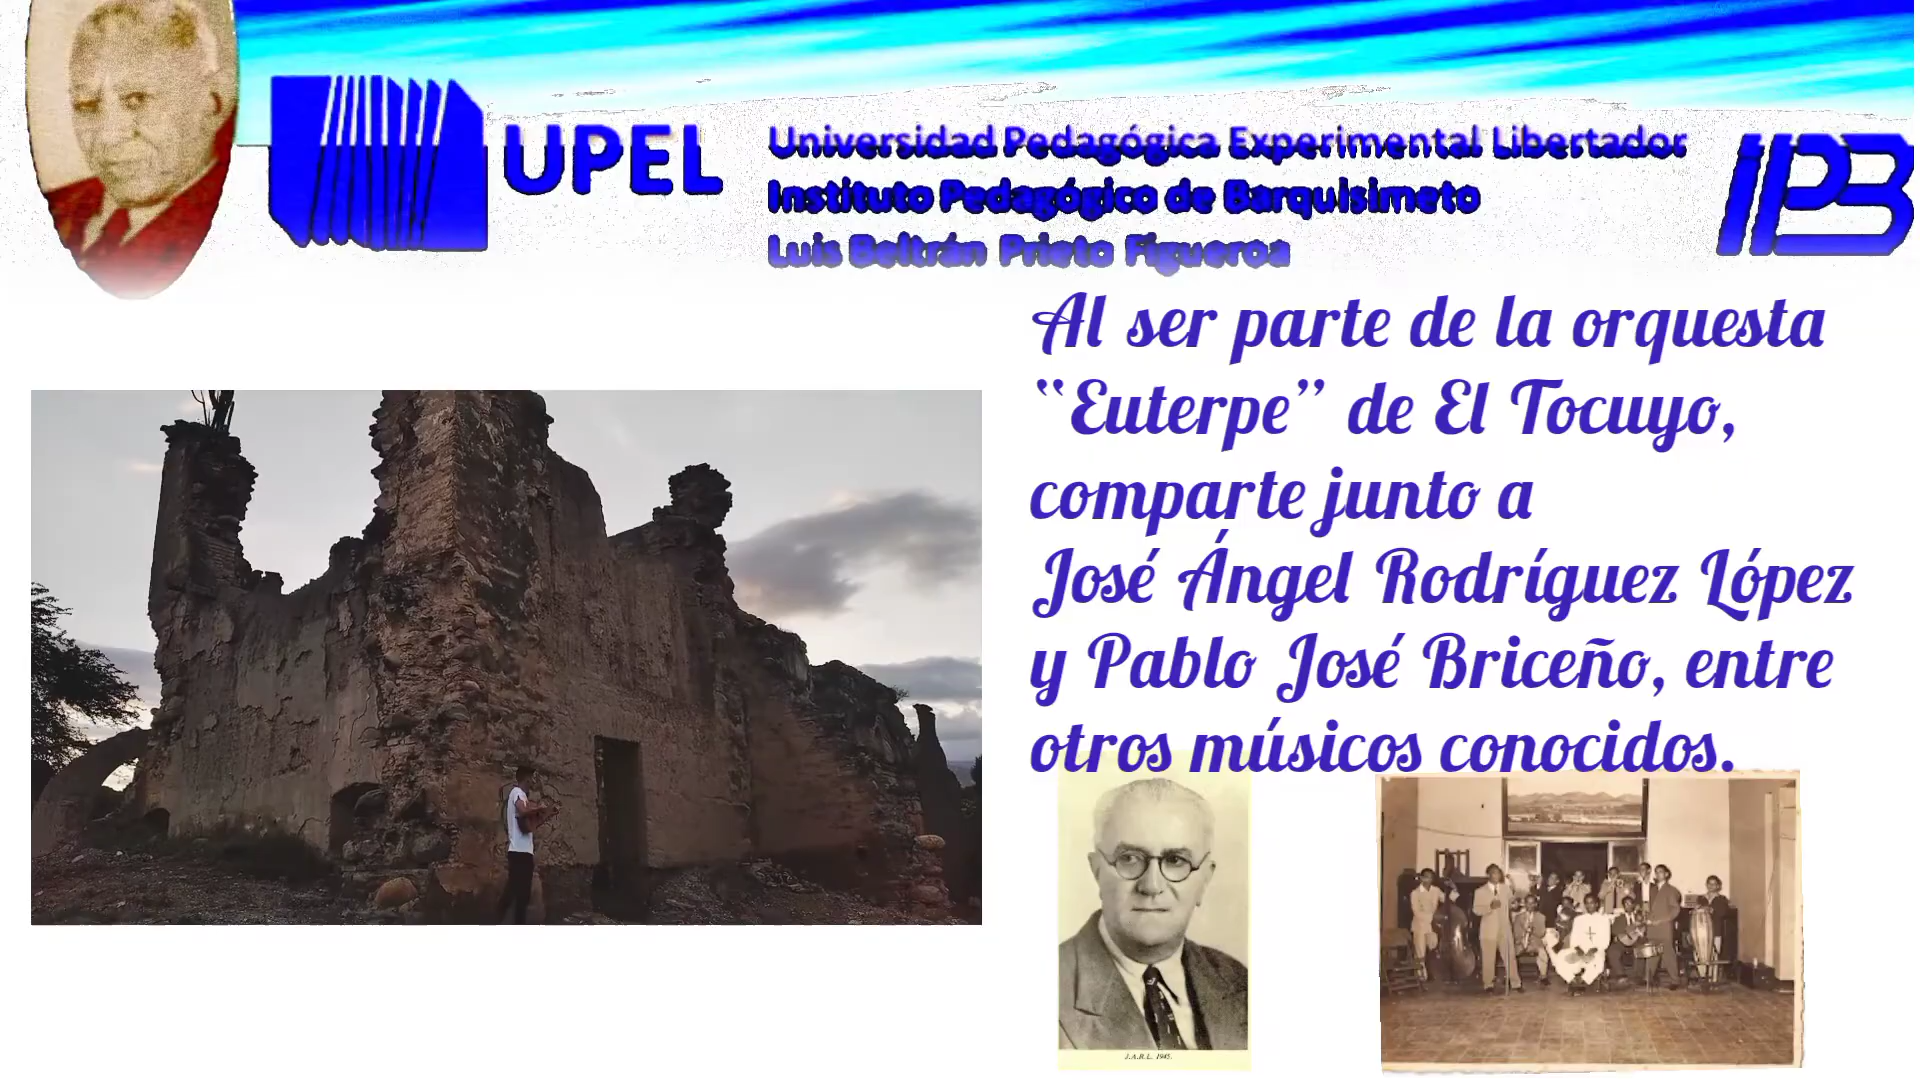 UPEL
Universidad Pedagógica Experimental Libertador
Instituto Pedagógico de Barquisimeto
Luis Beltrán Prieto Figueroa
IPB
Al ser parte de la orquesta
“Euterpe” de El Tocuyo,
comparte junto a
José Ángel Rodríguez López
y Pablo José Briceño, entre
otros músicos conocidos.
J.A.R.L. 1945.